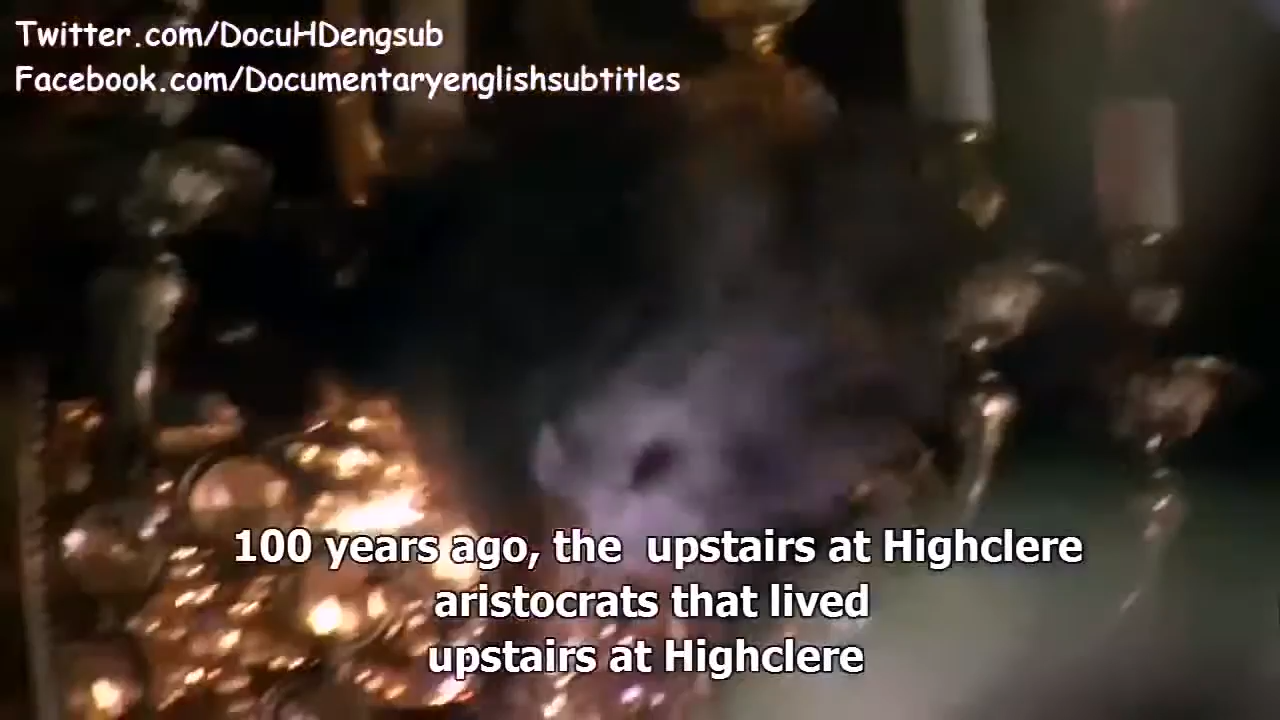 Twitter.com/DocuHDengsub
Facebook.com/Documentaryenglishsubtitles
100 years ago, the  upstairs at Highclere
aristocrats that lived
upstairs at Highclere